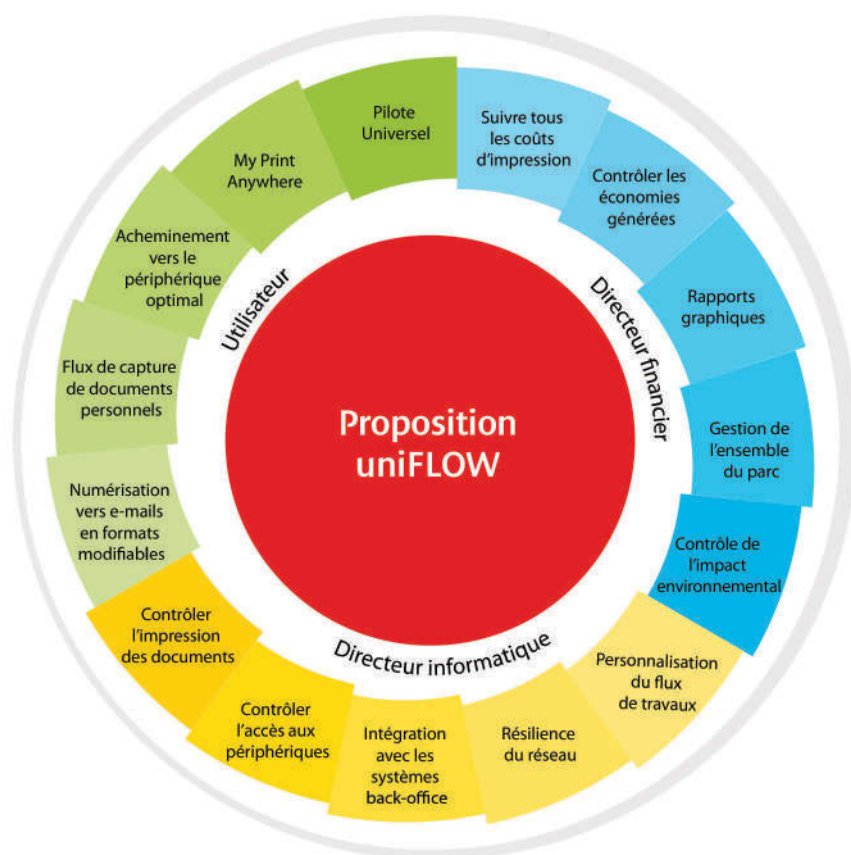 Pilote
Universel
Suivre tous
les coûts
d'impression
Contrôler les
économies
générées
Rapports
graphiques
Gestion de
l'ensemble
du parc
Contrôle de
l'impact
environnemental
Personnalisation
du flux
de travaux
Résilience
du réseau
Intégration
avec les
systèmes
back-office
Contrôler
l'accès aux
périphériques
Contrôler
l'impression
des documents
Numérisation
vers e-mails
en formats
modifiables
Flux de capture
de documents
personnels
Acheminement
vers le
périphérique
optimal
My Print
Anywhere
Utilisateur
Directeur financier
Directeur informatique
Proposition
uniFLOW